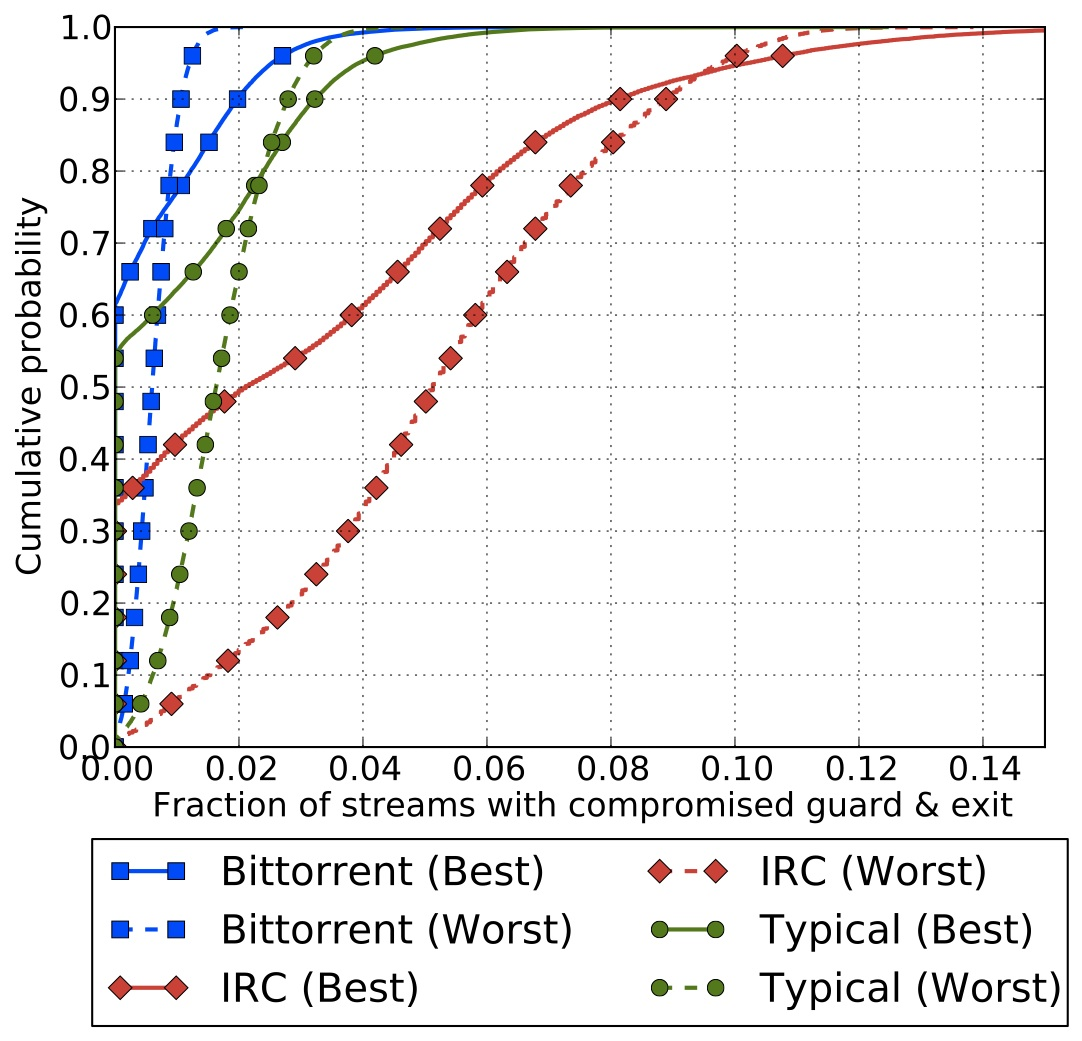 1.0
0.9
0.8
0.7
0.6
0.5
0.4
0.3
0.2
0.1
0.0
Cumulative probability
0.00 0.02 0.04 0.06 0.08 0.10 0.12 0.14
Fraction of streams with compromised guard & exit
Bittorrent (Best) IRC (Worst)
Bittorrent (Worst) Typical (Best)
IRC (Best) Typical (Worst)